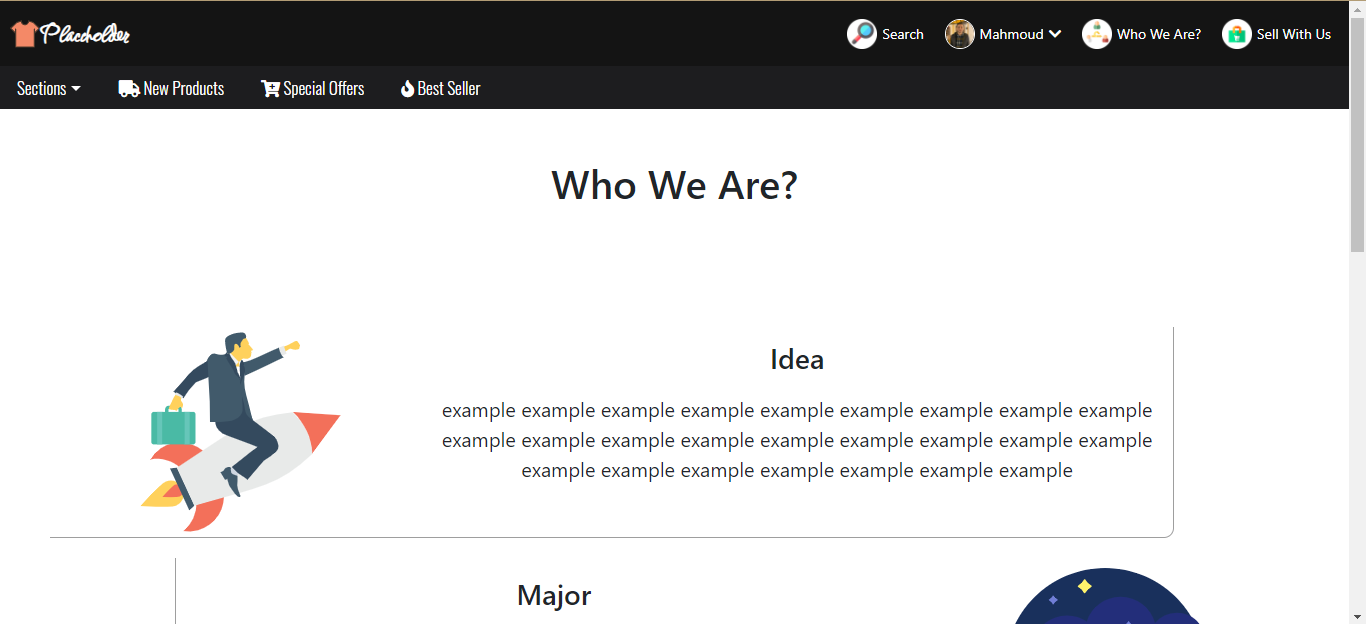 Placeholder
Search
Mahmoud
Who We Are?
Sell With Us
Sections
New Products
Special Offers
Best Seller
Who We Are?
Idea
example example example example example example example example example
example example example example example example example example example
example example example example example example example
Major